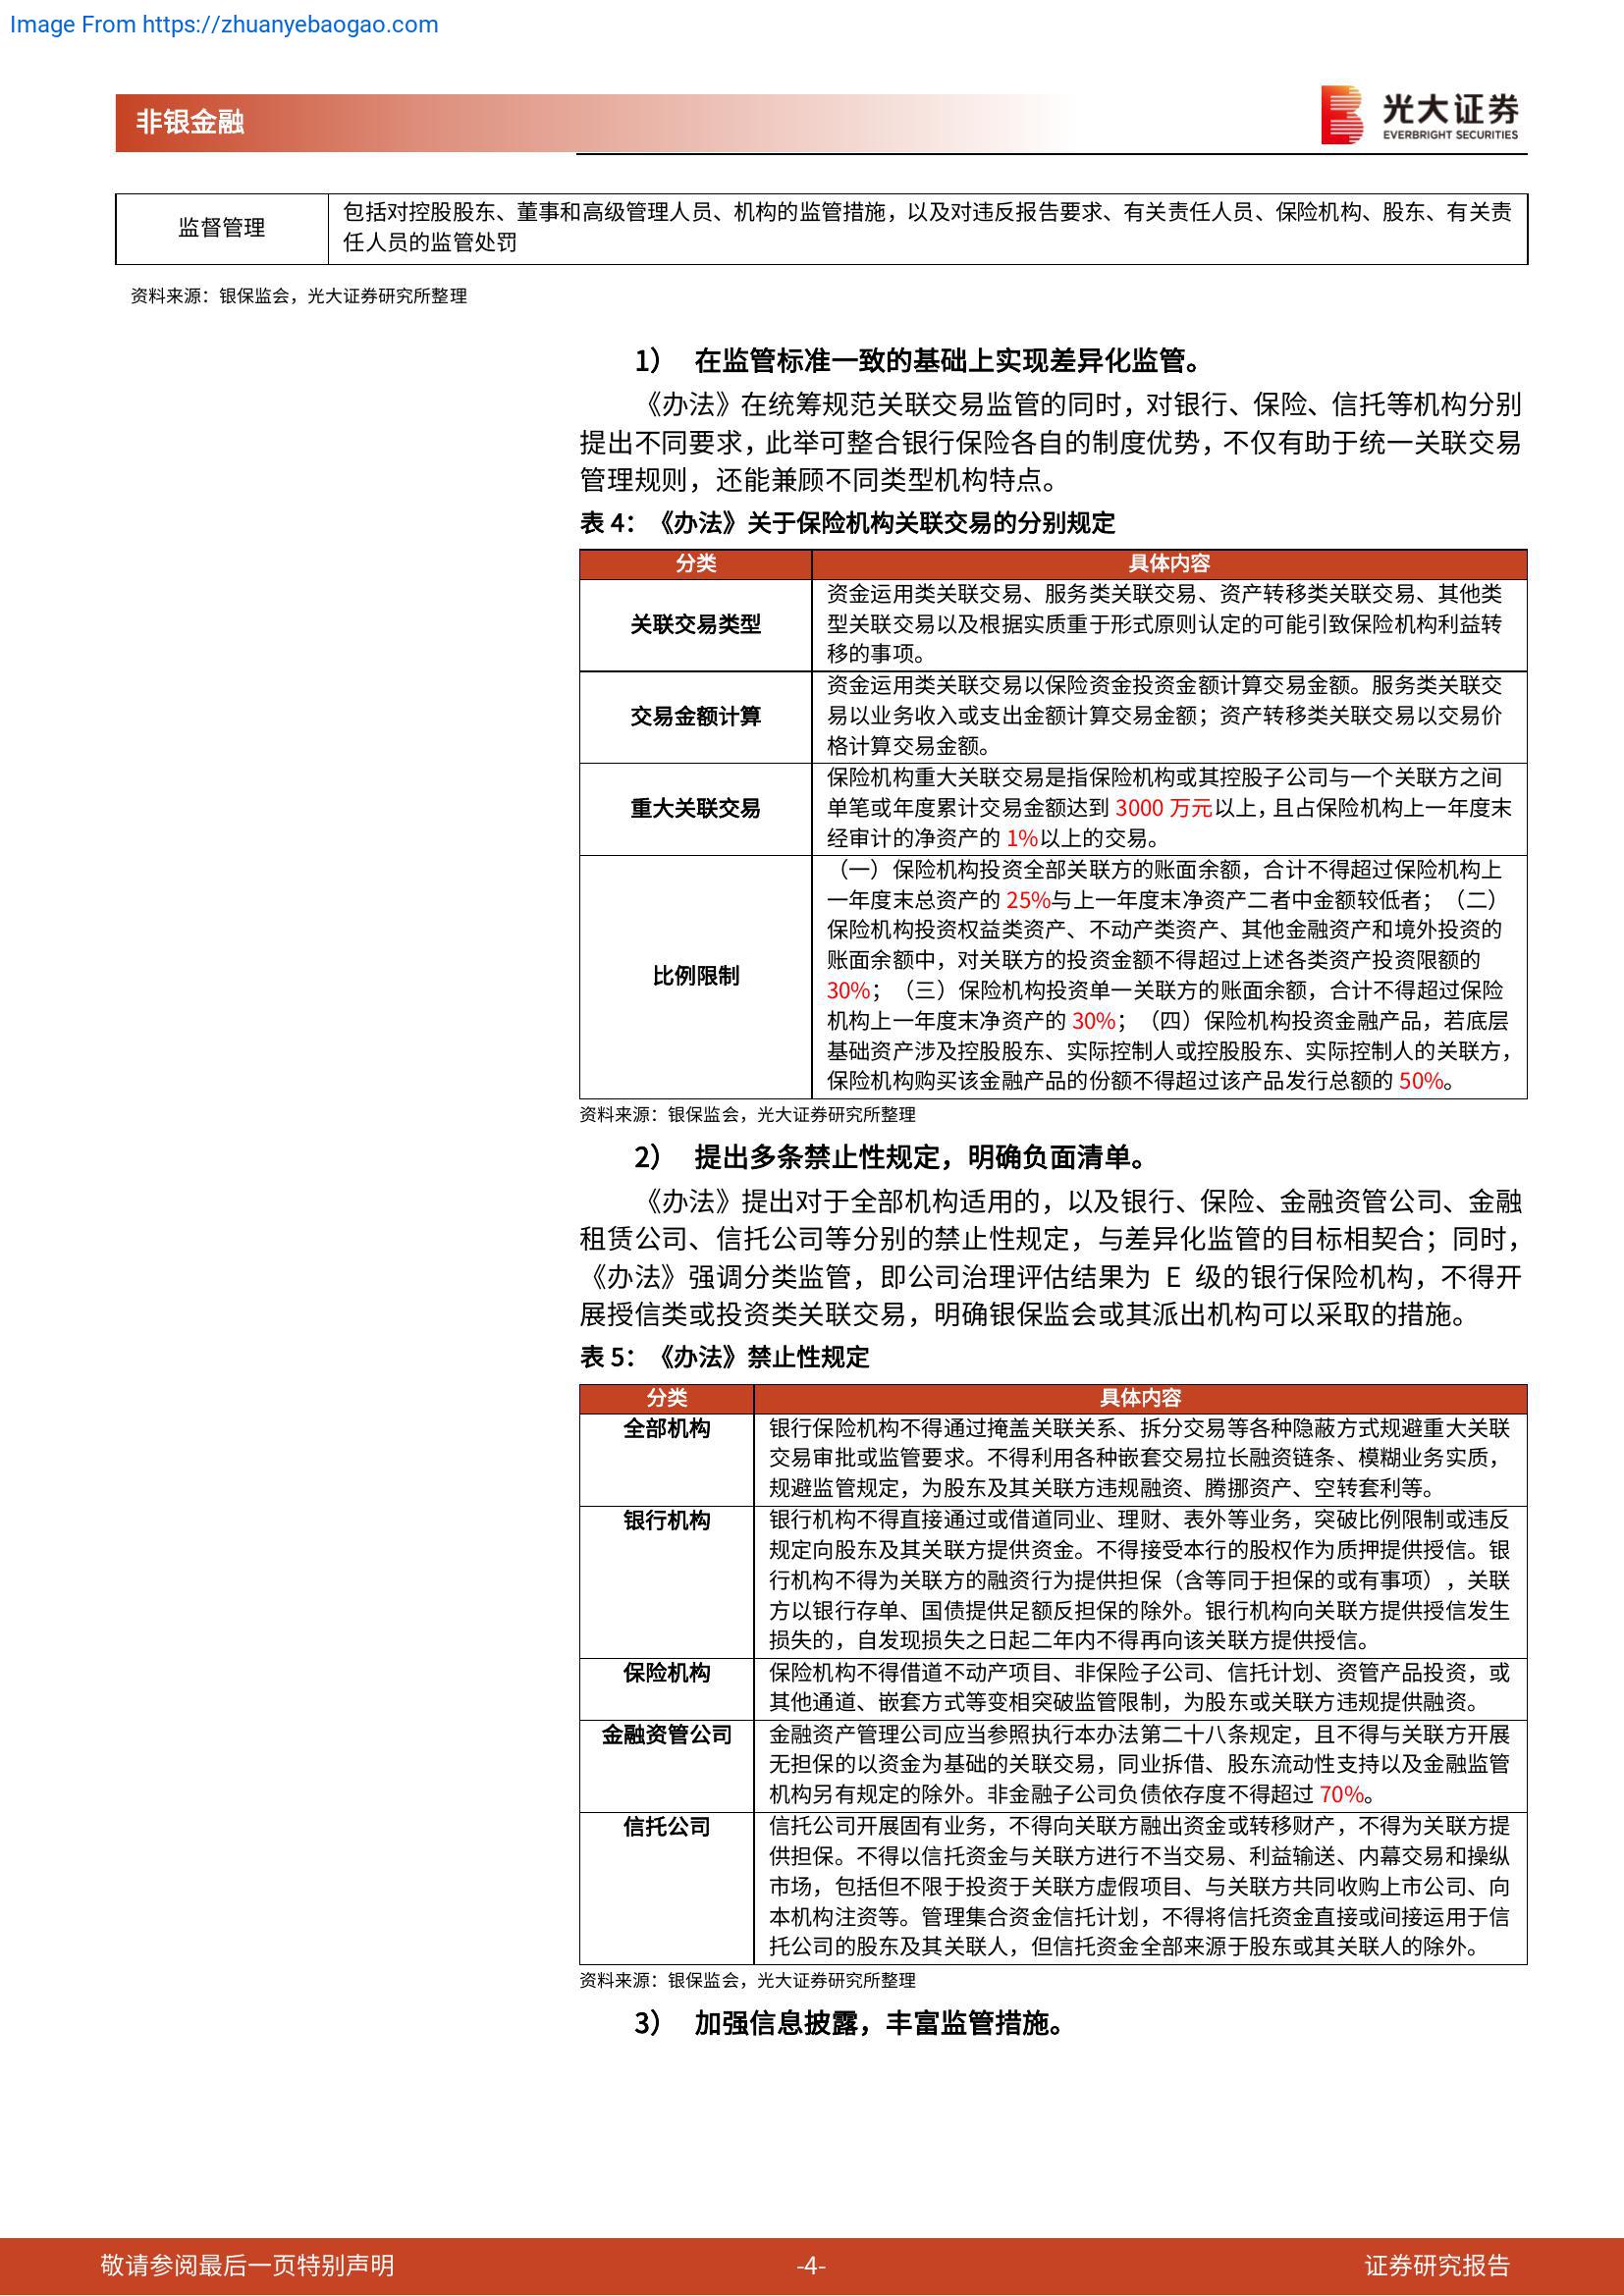 Image From https://zhuanyebaogao.com
非银金融
光大证券
EVERBRIGHT SECURITIES
监督管理
包括对控股股东、董事和高级管理人员、机构的监管措施，以及对违反报告要求、有关责任人员、保险机构、股东、有关责
任人员的监管处罚
资料来源：银保监会，光大证券研究所整理
1） 在监管标准一致的基础上实现差异化监管。
《办法》在统筹规范关联交易监管的同时，对银行、保险、信托等机构分别
提出不同要求，此举可整合银行保险各自的制度优势，不仅有助于统一关联交易
管理规则，还能兼顾不同类型机构特点。
表 4：《办法》关于保险机构关联交易的分别规定
分类 具体内容
关联交易类型
资金运用类关联交易、服务类关联交易、资产转移类关联交易、其他类
型关联交易以及根据实质重于形式原则认定的可能引致保险机构利益转
移的事项。
交易金额计算
资金运用类关联交易以保险资金投资金额计算交易金额。服务类关联交
易以业务收入或支出金额计算交易金额；资产转移类关联交易以交易价
格计算交易金额。
重大关联交易
保险机构重大关联交易是指保险机构或其控股子公司与一个关联方之间
单笔或年度累计交易金额达到 3000 万元以上，且占保险机构上一年度末
经审计的净资产的 1%以上的交易。
比例限制
（一）保险机构投资全部关联方的账面余额，合计不得超过保险机构上
一年度末总资产的 25%与上一年度末净资产二者中金额较低者；（二）
保险机构投资权益类资产、不动产类资产、其他金融资产和境外投资的
账面余额中，对关联方的投资金额不得超过上述各类资产投资限额的
30%；（三）保险机构投资单一关联方的账面余额，合计不得超过保险
机构上一年度末净资产的 30%；（四）保险机构投资金融产品，若底层
基础资产涉及控股股东、实际控制人或控股股东、实际控制人的关联方，
保险机构购买该金融产品的份额不得超过该产品发行总额的 50%。
资料来源：银保监会，光大证券研究所整理
2） 提出多条禁止性规定，明确负面清单。
《办法》提出对于全部机构适用的，以及银行、保险、金融资管公司、金融
租赁公司、信托公司等分别的禁止性规定，与差异化监管的目标相契合；同时，
《办法》强调分类监管，即公司治理评估结果为 E 级的银行保险机构，不得开
展授信类或投资类关联交易，明确银保监会或其派出机构可以采取的措施。
表 5：《办法》禁止性规定
分类 具体内容
全部机构
银行保险机构不得通过掩盖关联关系、拆分交易等各种隐蔽方式规避重大关联
交易审批或监管要求。不得利用各种嵌套交易拉长融资链条、模糊业务实质，
规避监管规定，为股东及其关联方违规融资、腾挪资产、空转套利等。
银行机构
银行机构不得直接通过或借道同业、理财、表外等业务，突破比例限制或违反
规定向股东及其关联方提供资金。不得接受本行的股权作为质押提供授信。银
行机构不得为关联方的融资行为提供担保（含等同于担保的或有事项），关联
方以银行存单、国债提供足额反担保的除外。银行机构向关联方提供授信发生
损失的，自发现损失之日起二年内不得再向该关联方提供授信。
保险机构
保险机构不得借道不动产项目、非保险子公司、信托计划、资管产品投资，或
其他通道、嵌套方式等变相突破监管限制，为股东或关联方违规提供融资。
金融资管公司
金融资产管理公司应当参照执行本办法第二十八条规定，且不得与关联方开展
无担保的以资金为基础的关联交易，同业拆借、股东流动性支持以及金融监管
机构另有规定的除外。非金融子公司负债依存度不得超过 70%。
信托公司
信托公司开展固有业务，不得向关联方融出资金或转移财产，不得为关联方提
供担保。不得以信托资金与关联方进行不当交易、利益输送、内幕交易和操纵
市场，包括但不限于投资于关联方虚假项目、与关联方共同收购上市公司、向
本机构注资等。管理集合资金信托计划，不得将信托资金直接或间接运用于信
托公司的股东及其关联人，但信托资金全部来源于股东或其关联人的除外。
资料来源：银保监会，光大证券研究所整理
3） 加强信息披露，丰富监管措施。
敬请参阅最后一页特别声明 -4- 证券研究报告